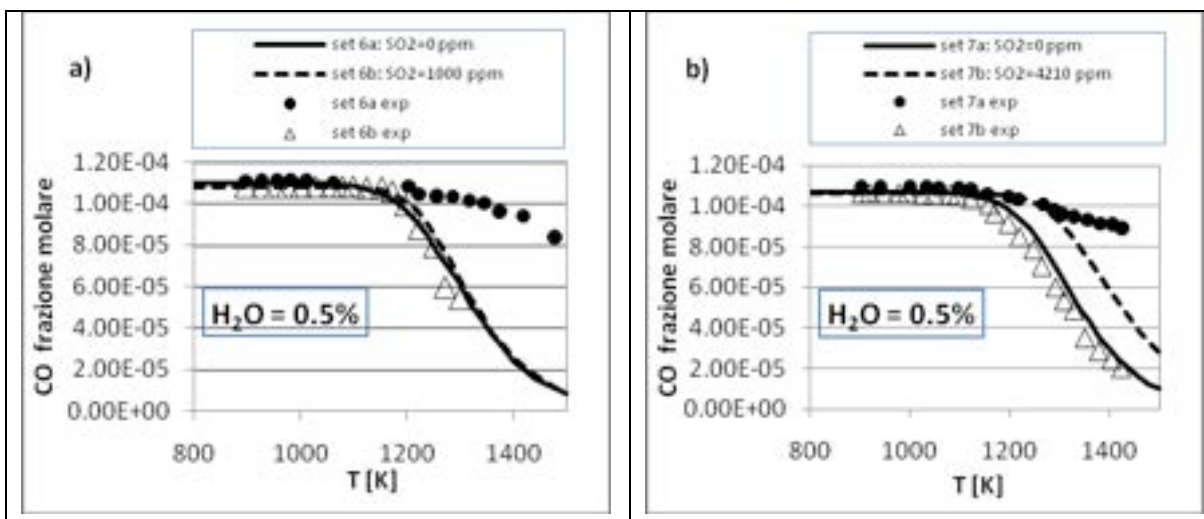 a)
set 6a: SO2=0 ppm
set 6b: SO2=1000 ppm
set 6a exp
set 6b exp
CO frazione molare
1.20E-04
1.00E-04
8.00E-05
6.00E-05
4.00E-05
2.00E-05
0.00E+00
H₂O = 0.5%
800 1000 1200 1400
T [K]
b)
set 7a: SO2=0 ppm
set 7b: SO2=4210 ppm
set 7a exp
set 7b exp
CO frazione molare
1.20E-04
1.00E-04
8.00E-05
6.00E-05
4.00E-05
2.00E-05
0.00E+00
H₂O = 0.5%
800 1000 1200 1400
T [K]